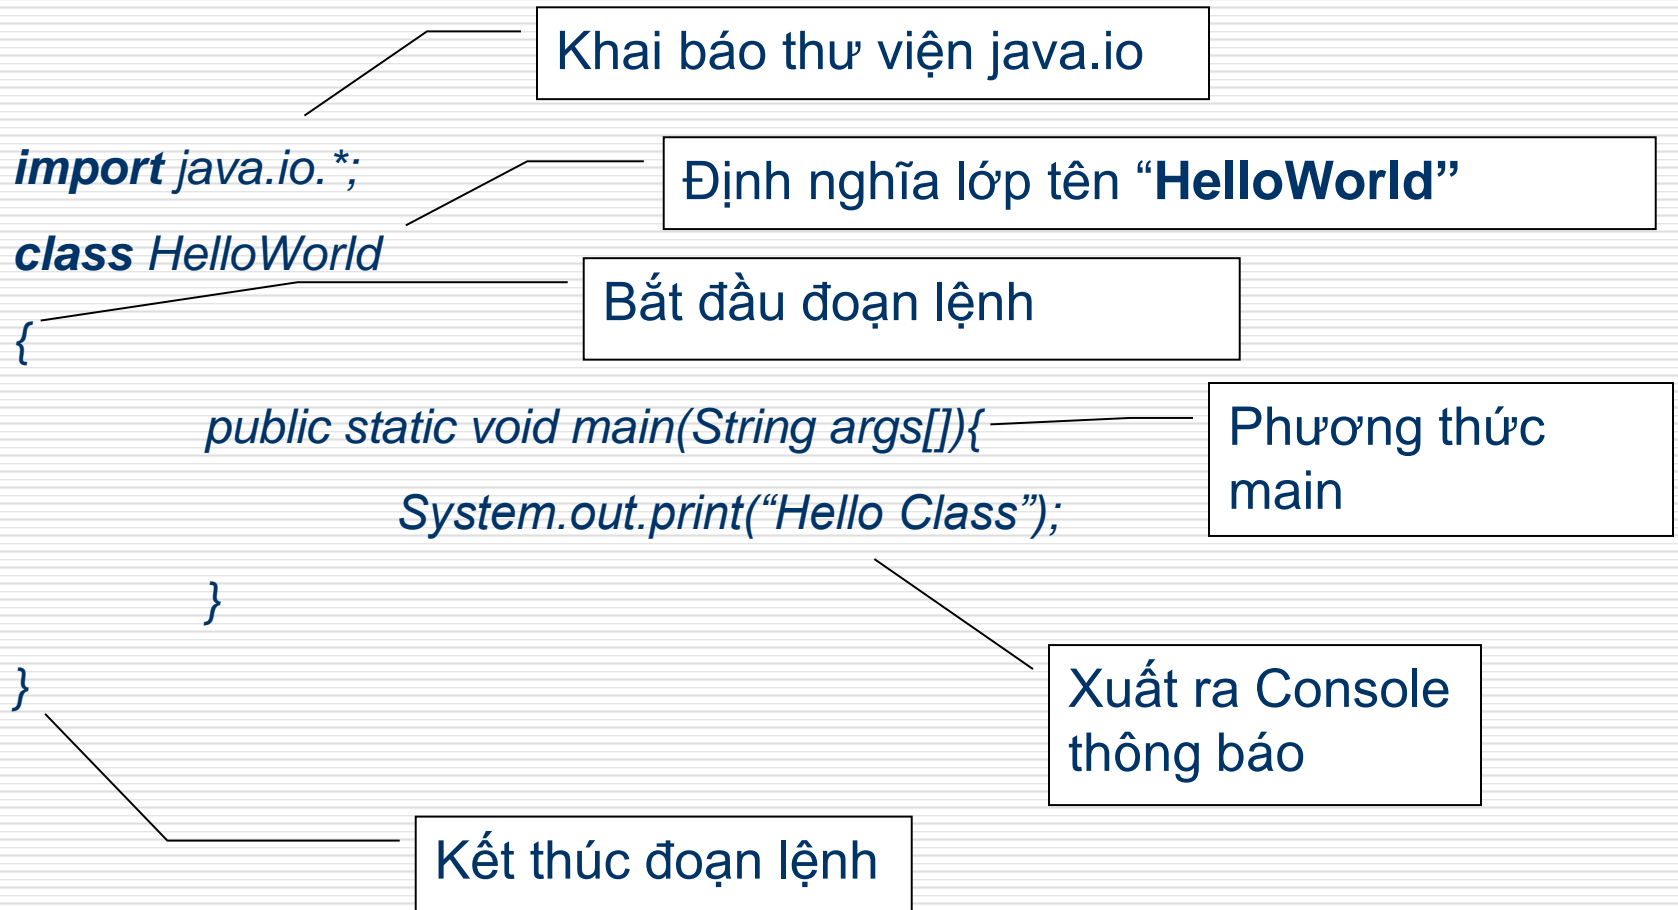 Khai báo thư viện java.io
import java.io.*;
Định nghĩa lớp tên “HelloWorld”
class HelloWorld
Bắt đầu đoạn lệnh
{
public static void main(String args[]){
Phương thức
main
System.out.print(“Hello Class”);
}
Xuất ra Console
thông báo
}
Kết thúc đoạn lệnh